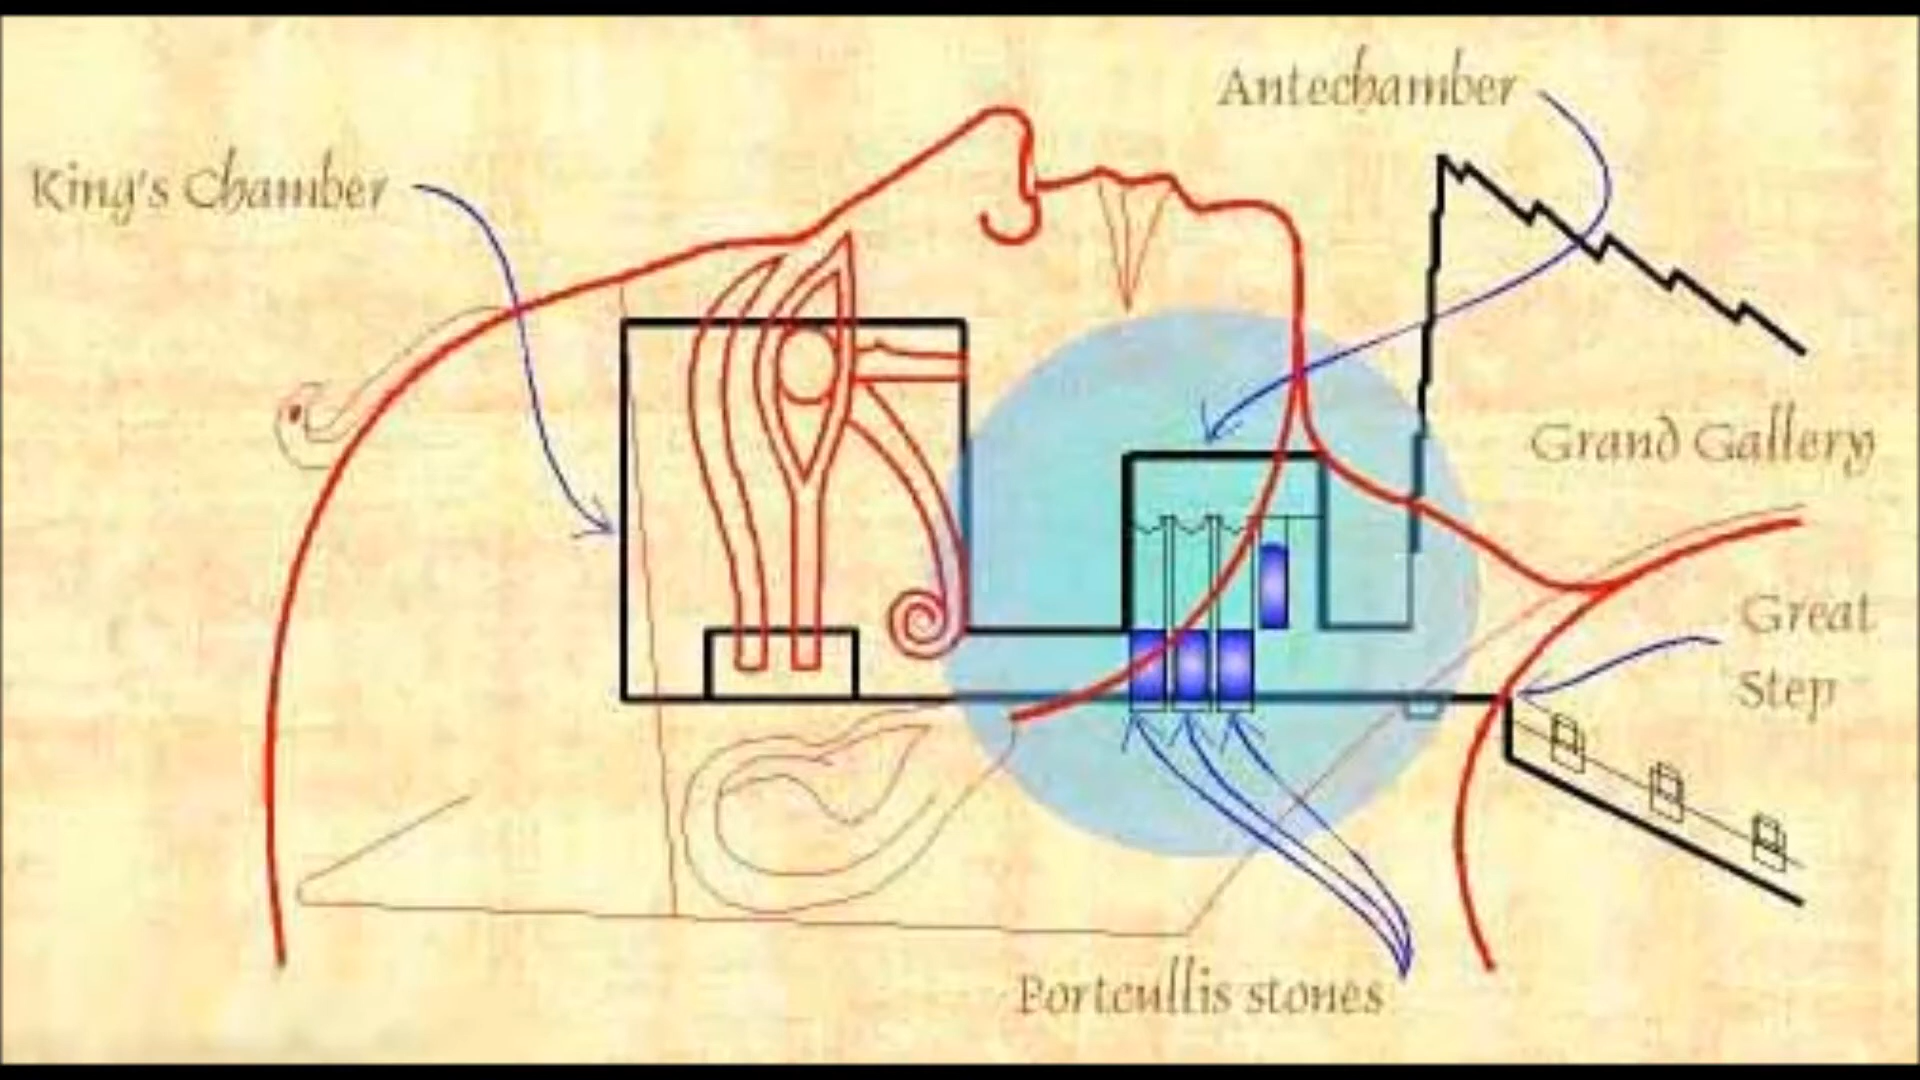 Antechamber
King's Chamber
Grand Gallery
Great
Step
Portcullis stones